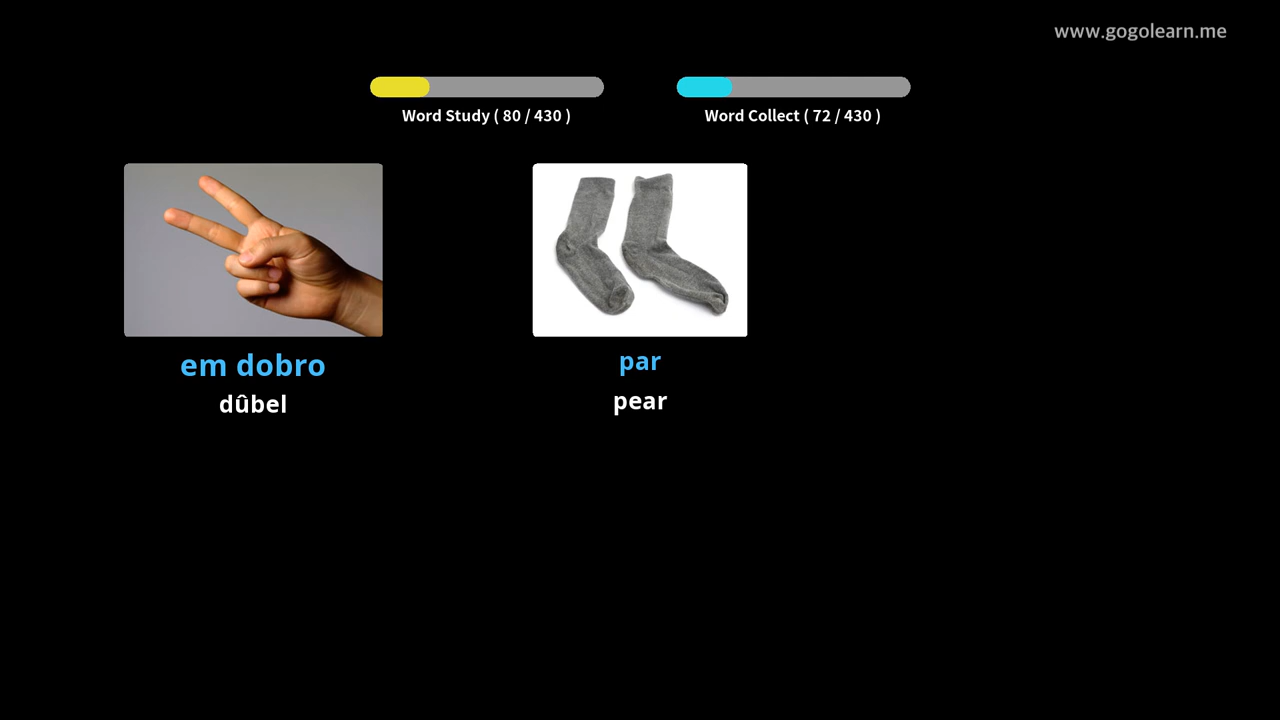 www.gogolearn.me
Word Study ( 80 / 430 )
Word Collect ( 72 / 430 )
em dobro
dûbel
par
pear